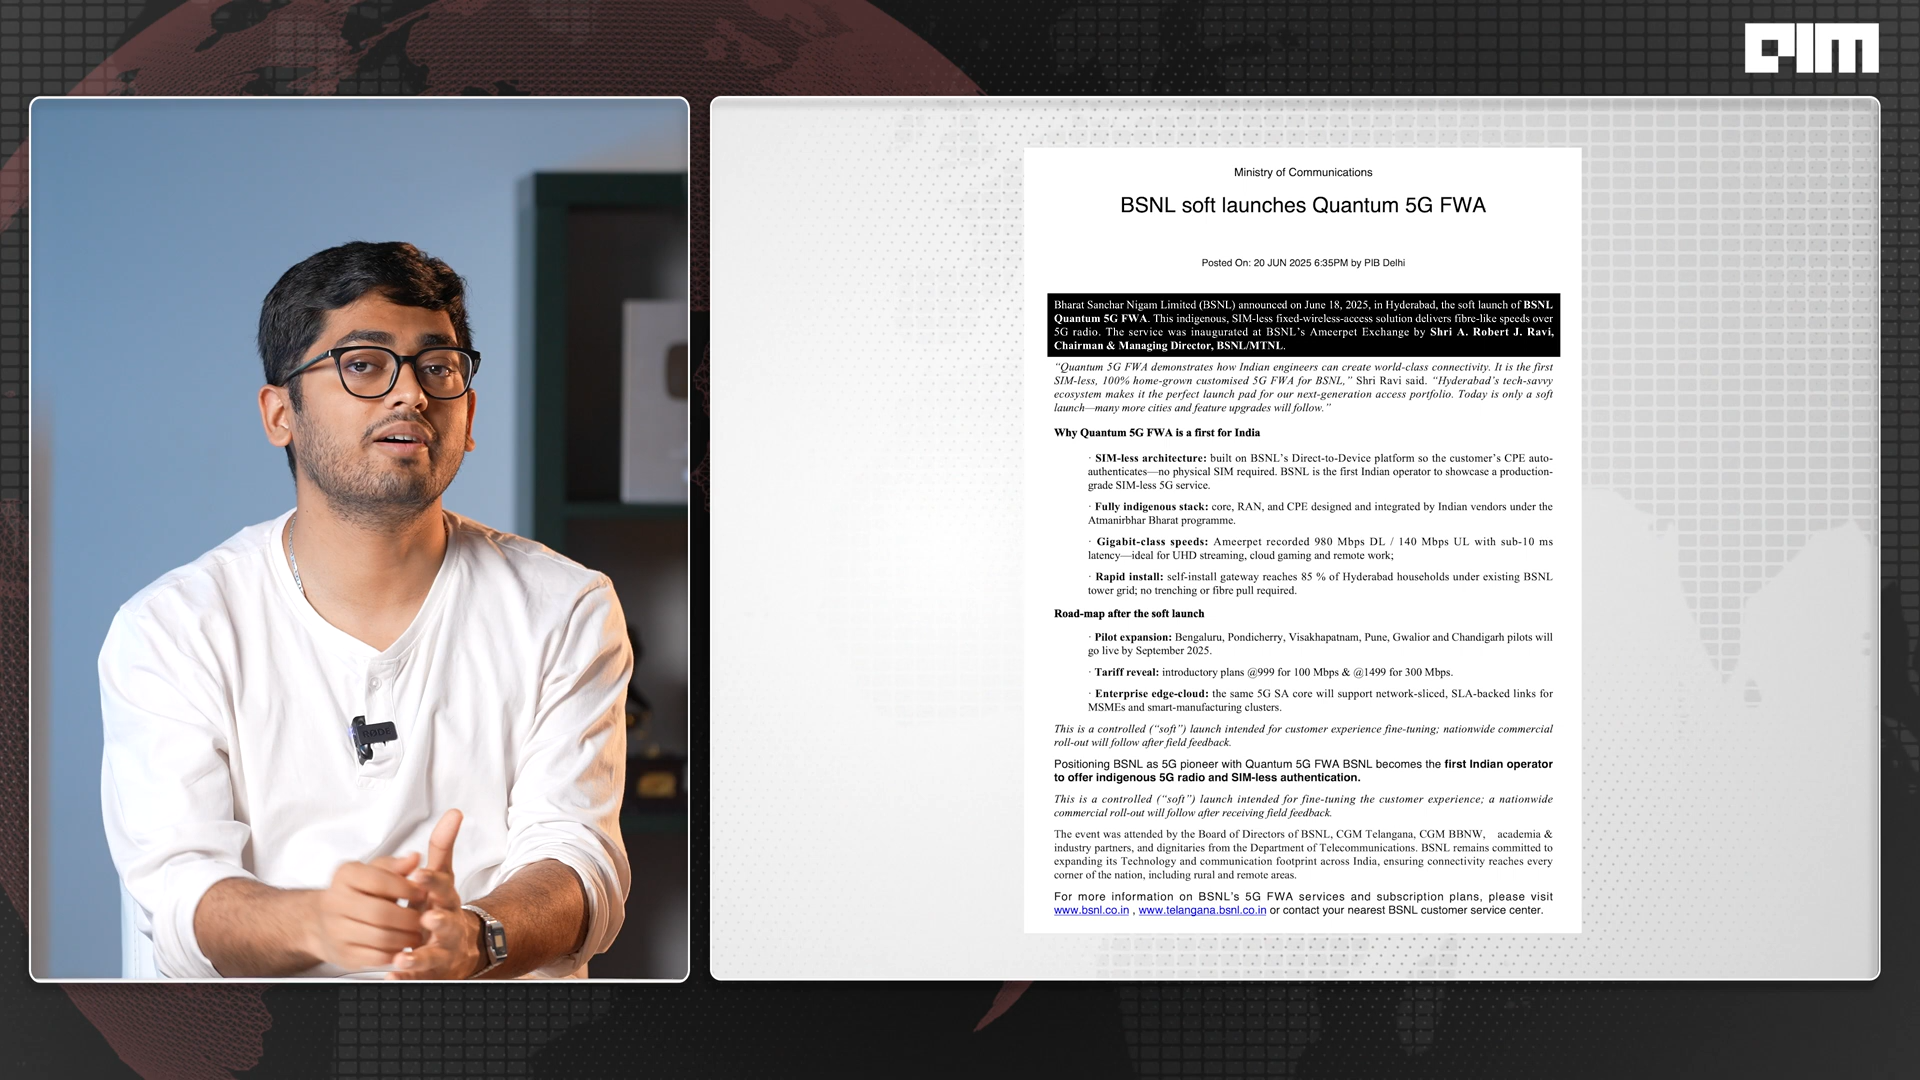 AIM
RODE
Ministry of Communications
BSNL soft launches Quantum 5G FWA
Posted On: 20 JUN 2025 6:35PM by PIB Delhi
Bharat Sanchar Nigam Limited (BSNL) announced on June 18, 2025, in Hyderabad, the soft launch of BSNL
Quantum 5G FWA. This indigenous, SIM-less fixed-wireless-access solution delivers fibre-like speeds over
5G radio. The service was inaugurated at BSNL's Ameerpet Exchange by Shri A. Robert J. Ravi,
Chairman & Managing Director, BSNL/MTNL.
“Quantum 5G FWA demonstrates how Indian engineers can create world-class connectivity. It is the first
SIM-less, 100% home-grown customised 5G FWA for BSNL,” Shri Ravi said. “Hyderabad’s tech-savvy
ecosystem makes it the perfect launch pad for our next-generation access portfolio. Today is only a soft
launch—many more cities and feature upgrades will follow.”
Why Quantum 5G FWA is a first for India
· SIM-less architecture: built on BSNL’s Direct-to-Device platform so the customer’s CPE auto-
authenticates—no physical SIM required. BSNL is the first Indian operator to showcase a production-
grade SIM-less 5G service.
· Fully indigenous stack: core, RAN, and CPE designed and integrated by Indian vendors under the
Atmanirbhar Bharat programme.
· Gigabit-class speeds: Ameerpet recorded 980 Mbps DL / 140 Mbps UL with sub-10 ms
latency—ideal for UHD streaming, cloud gaming and remote work;
· Rapid install: self-install gateway reaches 85 % of Hyderabad households under existing BSNL
tower grid; no trenching or fibre pull required.
Road-map after the soft launch
· Pilot expansion: Bengaluru, Pondicherry, Visakhapatnam, Pune, Gwalior and Chandigarh pilots will
go live by September 2025.
· Tariff reveal: introductory plans @999 for 100 Mbps & @1499 for 300 Mbps.
· Enterprise edge-cloud: the same 5G SA core will support network-sliced, SLA-backed links for
MSMEs and smart-manufacturing clusters.
This is a controlled (“soft”) launch intended for customer experience fine-tuning; nationwide commercial
roll-out will follow after field feedback.
Positioning BSNL as 5G pioneer with Quantum 5G FWA BSNL becomes the first Indian operator
to offer indigenous 5G radio and SIM-less authentication.
This is a controlled (“soft”) launch intended for fine-tuning the customer experience; a nationwide
commercial roll-out will follow after receiving field feedback.
The event was attended by the Board of Directors of BSNL, CGM Telangana, CGM BBNW, academia &
industry partners, and dignitaries from the Department of Telecommunications. BSNL remains committed to
expanding its Technology and communication footprint across India, ensuring connectivity reaches every
corner of the nation, including rural and remote areas.
For more information on BSNL’s 5G FWA services and subscription plans, please visit
www.bsnl.co.in , www.telangana.bsnl.co.in or contact your nearest BSNL customer service center.